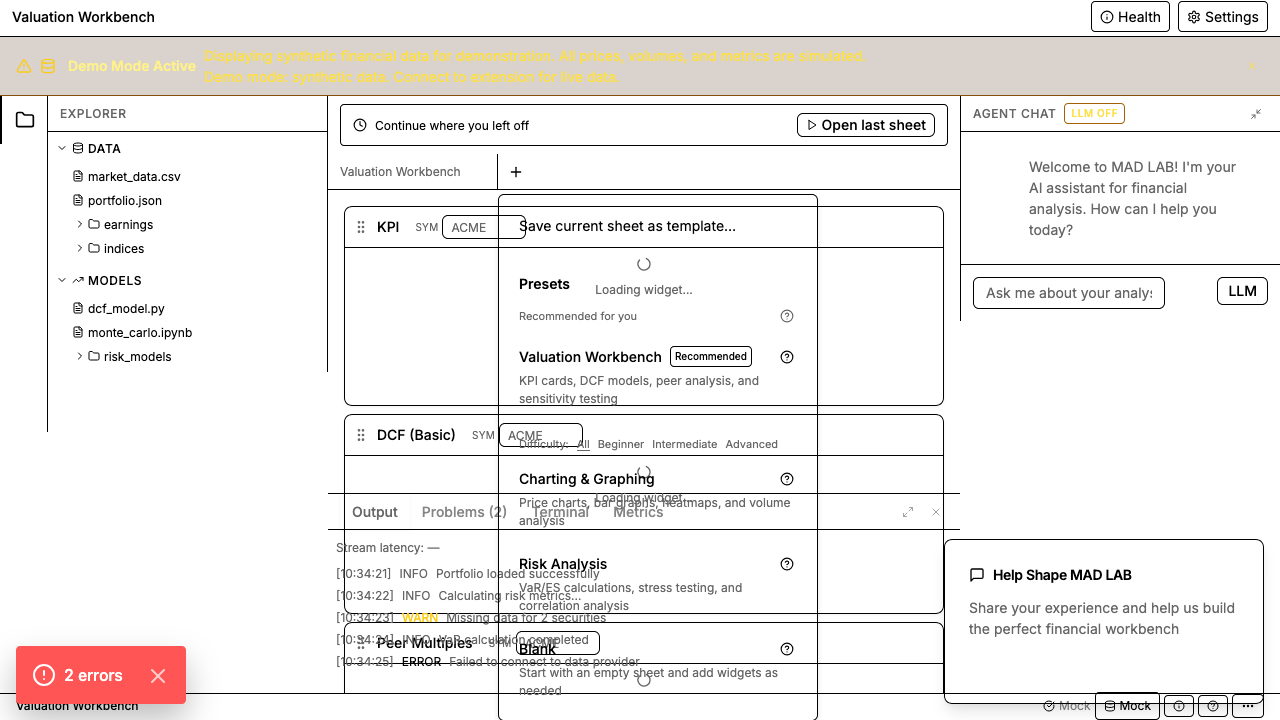 Valuation Workbench
Health
Settings
Demo Mode Active
Displaying synthetic financial data for demonstration. All prices, volumes, and metrics are simulated.
Demo mode: synthetic data. Connect to extension for live data.
EXPLORER
DATA
market_data.csv
portfolio.json
earnings
indices
MODELS
dcf_model.py
monte_carlo.ipynb
risk_models
Continue where you left off
Open last sheet
Valuation Workbench
KPI
SYM
ACME
Loading widget...
DCF (Basic)
SYM
ACME
Loading widget...
Peer Multiples
SYM
ACME
Save current sheet as template...
Presets
Recommended for you
Valuation Workbench
Recommended
KPI cards, DCF models, peer analysis, and
sensitivity testing
Difficulty: All Beginner Intermediate Advanced
Charting & Graphing
Price charts, bar graphs, heatmaps, and volume
analysis
Risk Analysis
VaR/ES calculations, stress testing, and
correlation analysis
Blank
Start with an empty sheet and add widgets as
needed
Output
Problems (2)
Terminal
Metrics
Stream latency: —
[10:34:21] INFO Portfolio loaded successfully
[10:34:22] INFO Calculating risk metrics...
[10:34:23] WARN Missing data for 2 securities
[10:34:24] INFO VaR calculation completed
[10:34:25] ERROR Failed to connect to data provider
AGENT CHAT
LLM OFF
Welcome to MAD LAB! I'm your
AI assistant for financial
analysis. How can I help you
today?
Ask me about your analys
LLM
Help Shape MAD LAB
Share your experience and help us build
the perfect financial workbench
2 errors
Valuation Workbench
Mock
Mock